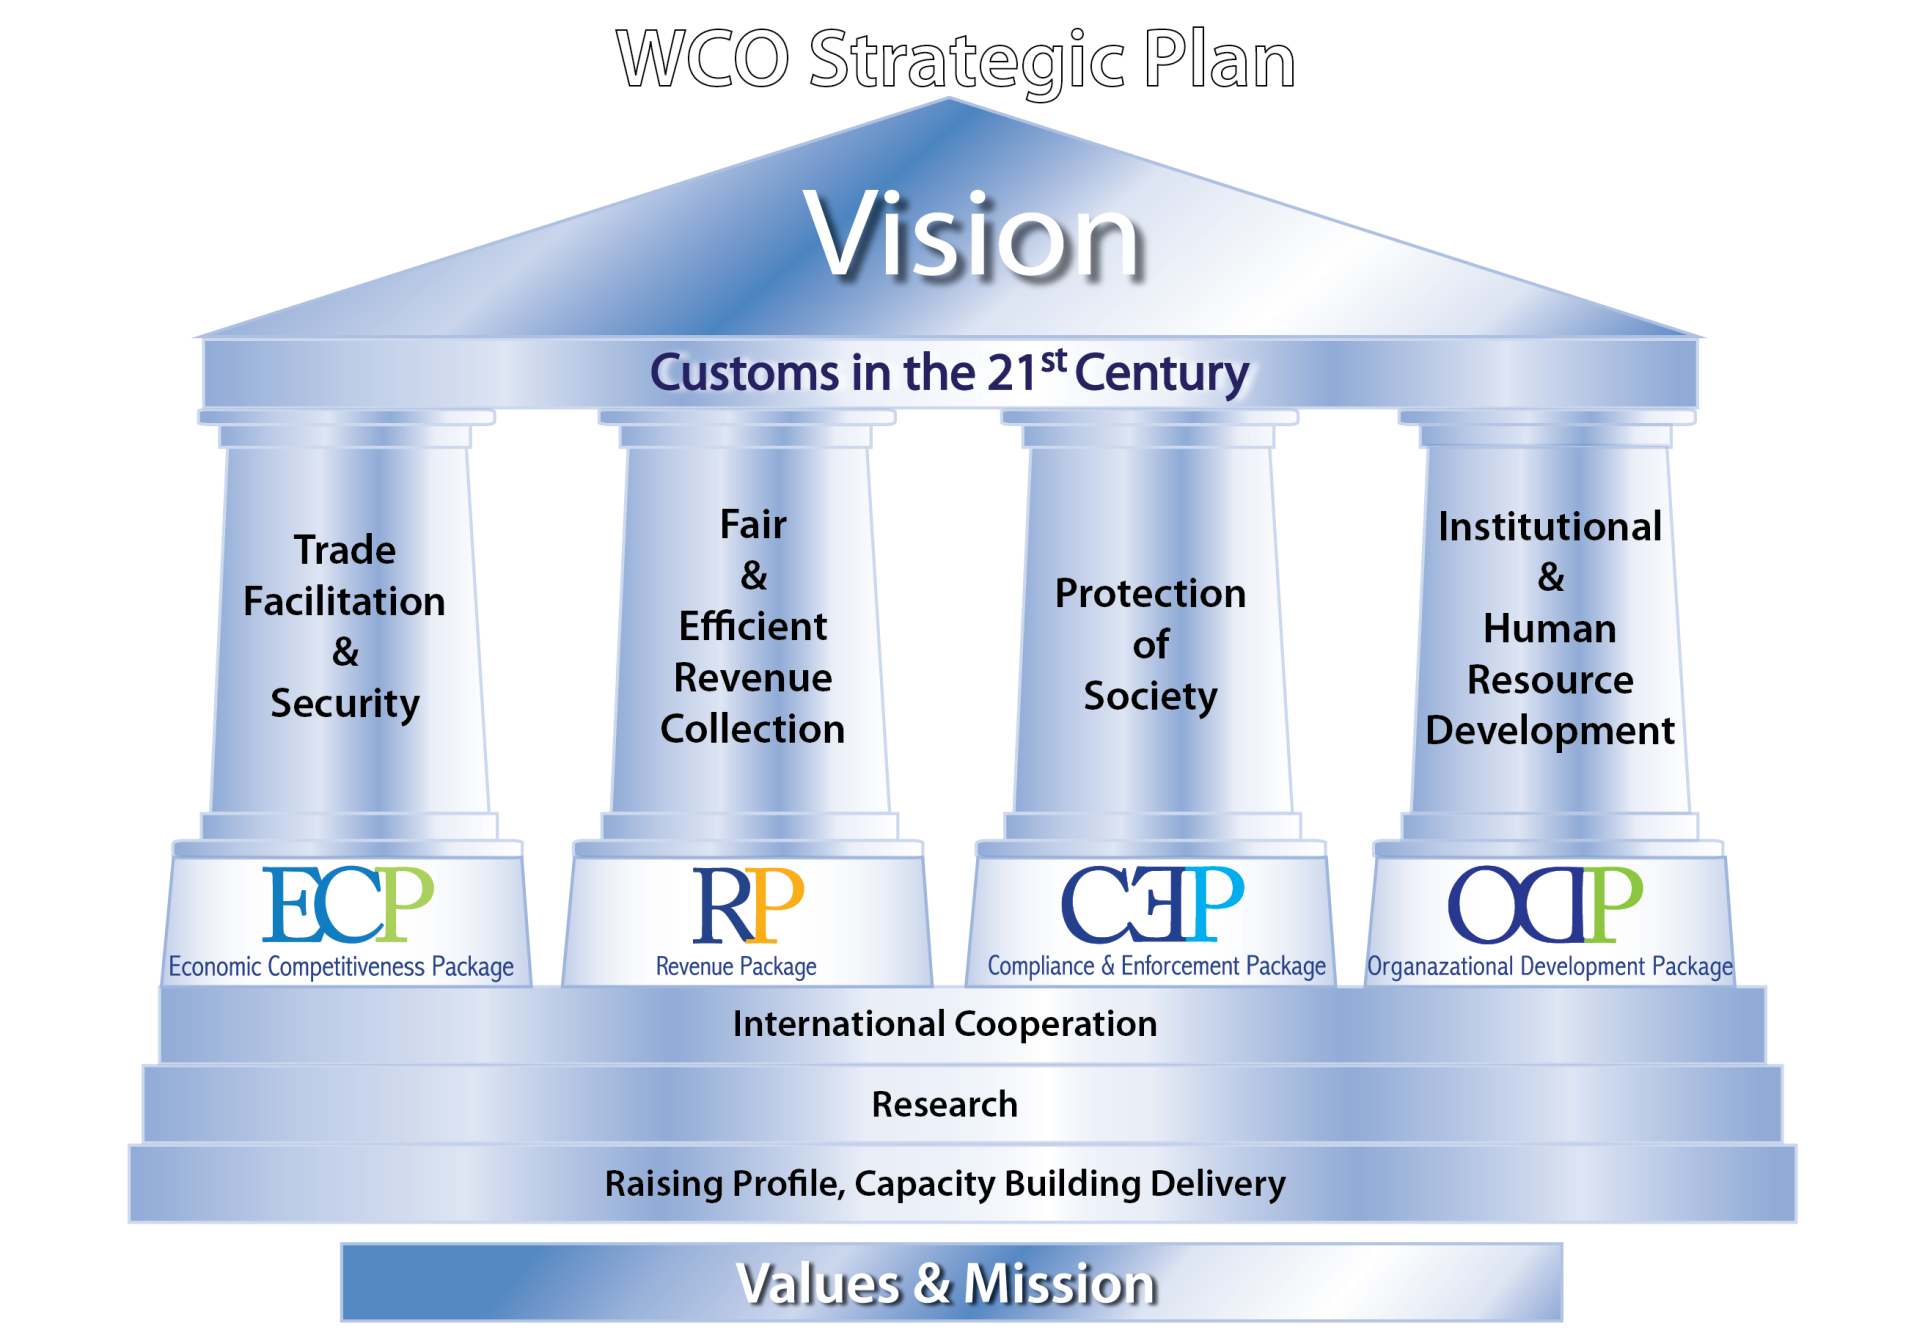 WCO Strategic Plan
Vision
Customs in the 21st Century
Trade
Facilitation
&
Security
Fair
&
Efficient
Revenue
Collection
Protection
of
Society
Institutional
&
Human
Resource
Development
ECP
Economic Competitiveness Package
RP
Revenue Package
CEP
Compliance & Enforcement Package
ODP
Organazational Development Package
International Cooperation
Research
Raising Profile, Capacity Building Delivery
Values & Mission